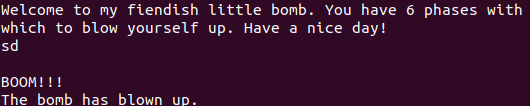 Welcome to my fiendish little bomb. You have 6 phases with
which to blow yourself up. Have a nice day!
sd
BOOM!!!
The bomb has blown up.